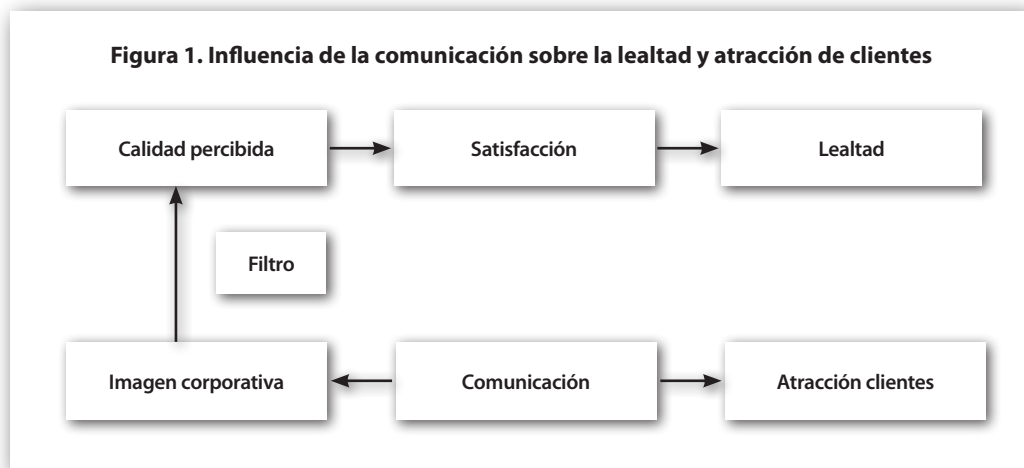 Figura 1. Influencia de la comunicación sobre la lealtad y atracción de clientes
Calidad percibida
Satisfacción
Lealtad
Filtro
Imagen corporativa
Comunicación
Atracción clientes